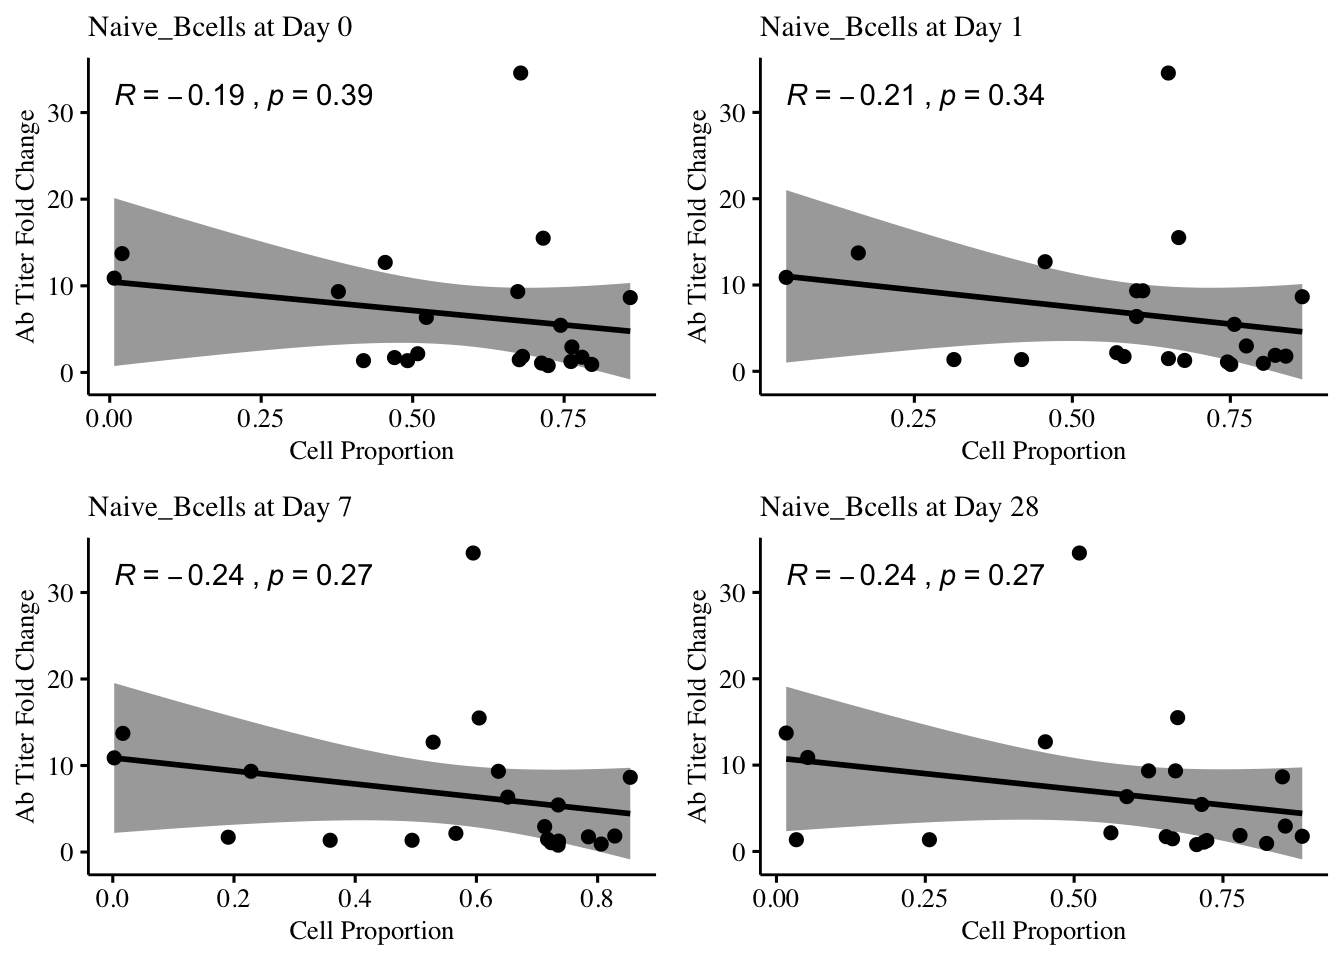 Naive_Bcells at Day 0
R = −0.19 , p = 0.39
Ab Titer Fold Change
30
20
10
0
0.00 0.25 0.50 0.75
Cell Proportion
Naive_Bcells at Day 1
R = −0.21 , p = 0.34
Ab Titer Fold Change
30
20
10
0
0.25 0.50 0.75
Cell Proportion
Naive_Bcells at Day 7
R = −0.24 , p = 0.27
Ab Titer Fold Change
30
20
10
0
0.0 0.2 0.4 0.6 0.8
Cell Proportion
Naive_Bcells at Day 28
R = −0.24 , p = 0.27
Ab Titer Fold Change
30
20
10
0
0.00 0.25 0.50 0.75
Cell Proportion